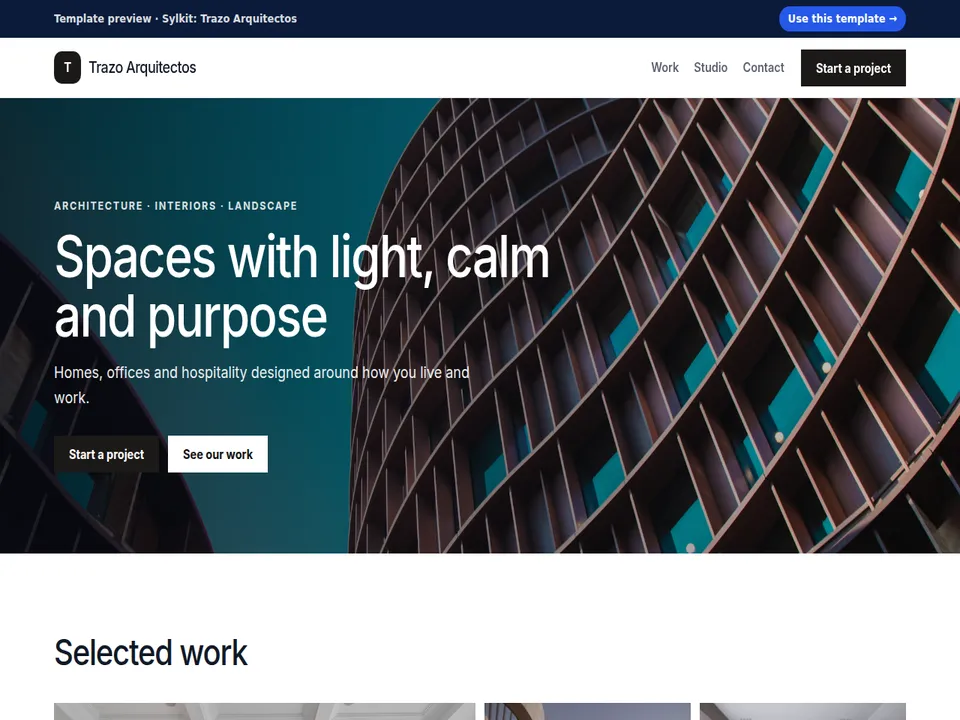 Template preview · Sylkit: Trazo Arquitectos
Use this template →
T
Trazo Arquitectos
Work
Studio
Contact
Start a project
ARCHITECTURE · INTERIORS · LANDSCAPE
Spaces with light, calm
and purpose
Homes, offices and hospitality designed around how you live and
work.
Start a project
See our work
Selected work